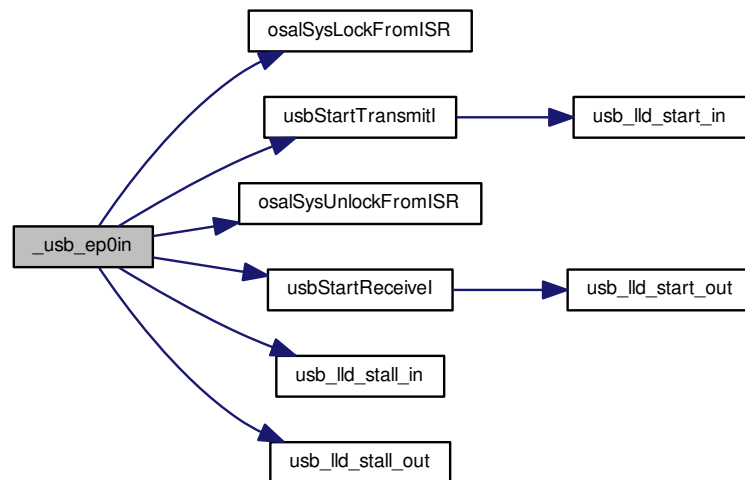 osalSysLockFromISR
usbStartTransmitI
usb_lld_start_in
osalSysUnlockFromISR
_usb_ep0in
usbStartReceiveI
usb_lld_start_out
usb_lld_stall_in
usb_lld_stall_out